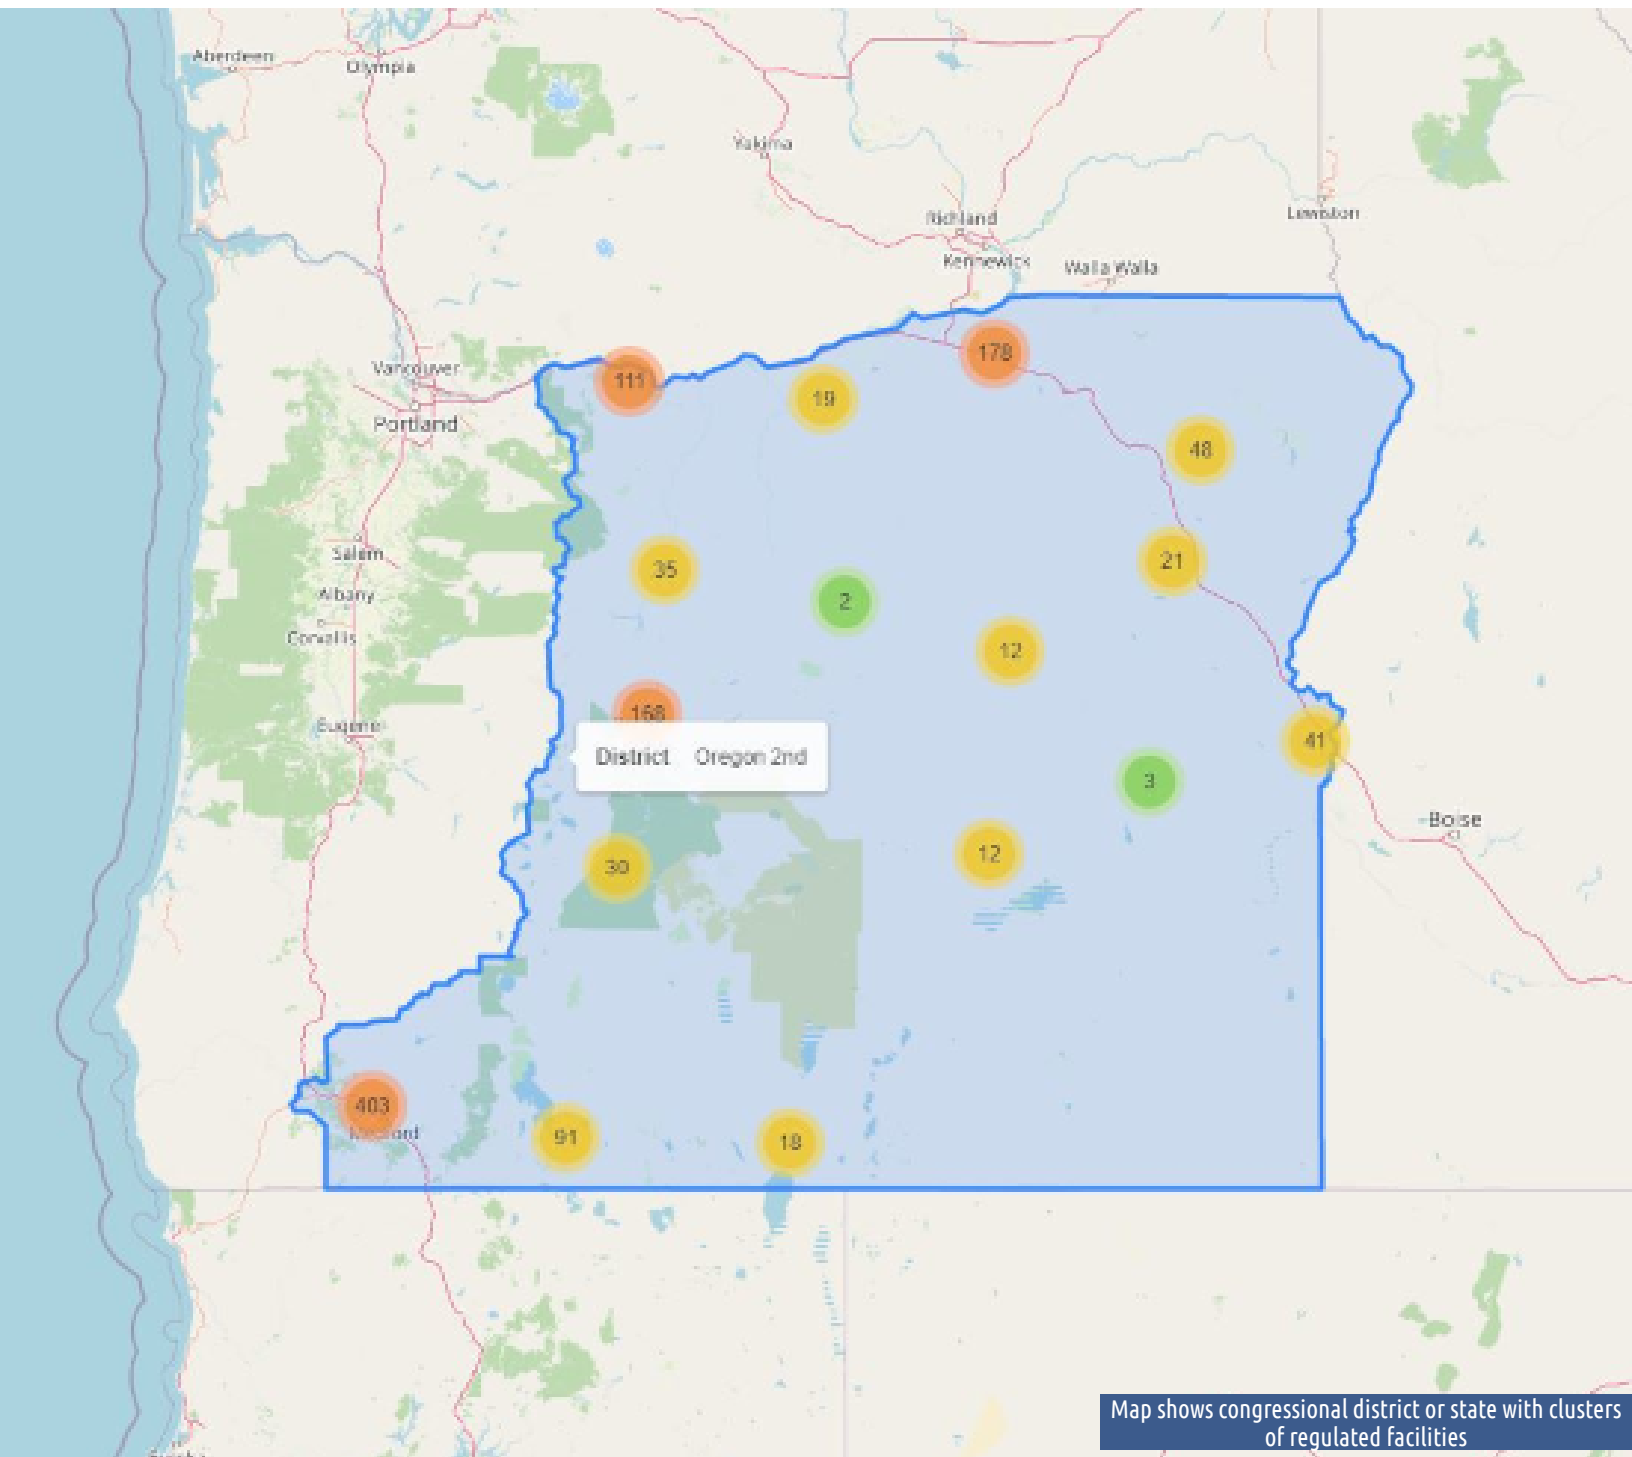 Aberdeen
Olympia
Yakima
Richland
Lewiston
Kennewick
Walla Walla
178
Vancouver
111
19
Portland
48
Salem
21
35
Albany
2
Corvallis
12
168
Eugene
41
District Oregon 2nd
3
Boise
12
30
403
91
18
Map shows congressional district or state with clusters
of regulated facilities